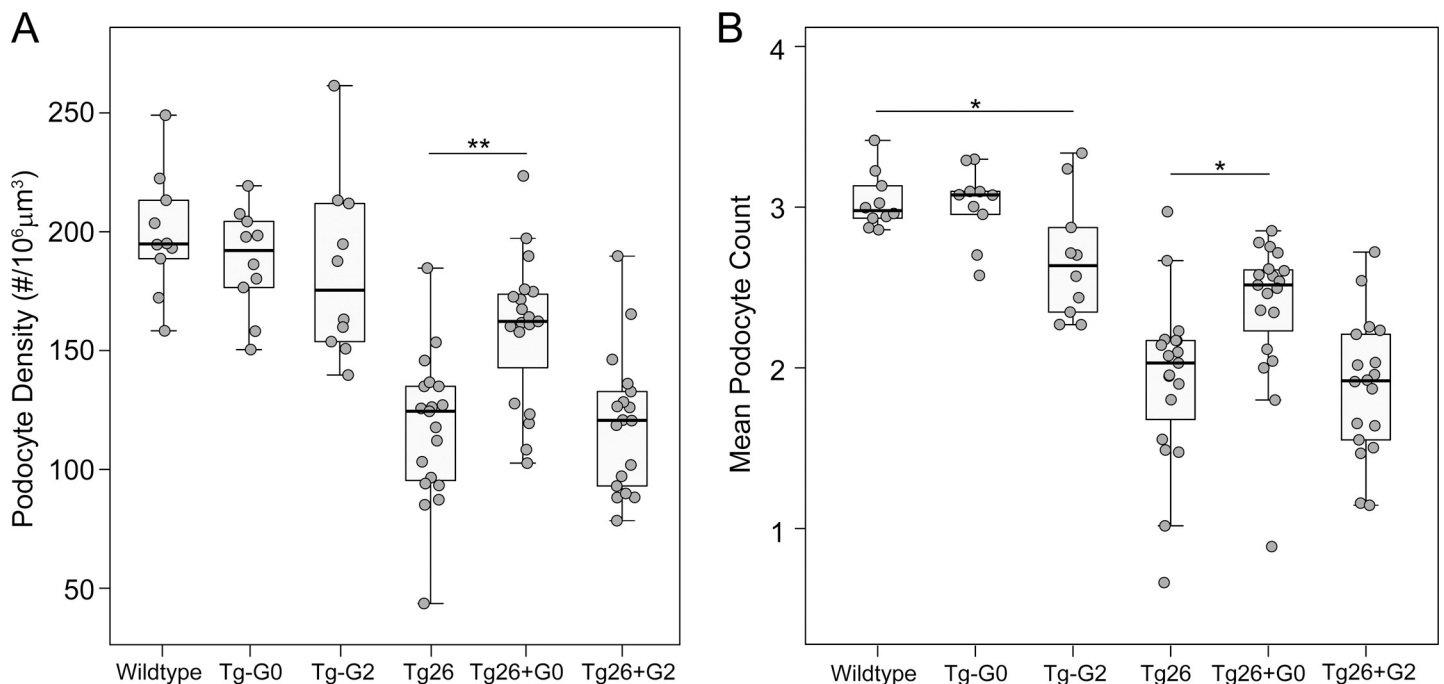 A
Podocyte Density (#/10⁶μm³)
250
200
150
100
50
**
Wildtype Tg-G0 Tg-G2 Tg26 Tg26+G0 Tg26+G2
B
Mean Podocyte Count
4
3
2
1
*
*
Wildtype Tg-G0 Tg-G2 Tg26 Tg26+G0 Tg26+G2